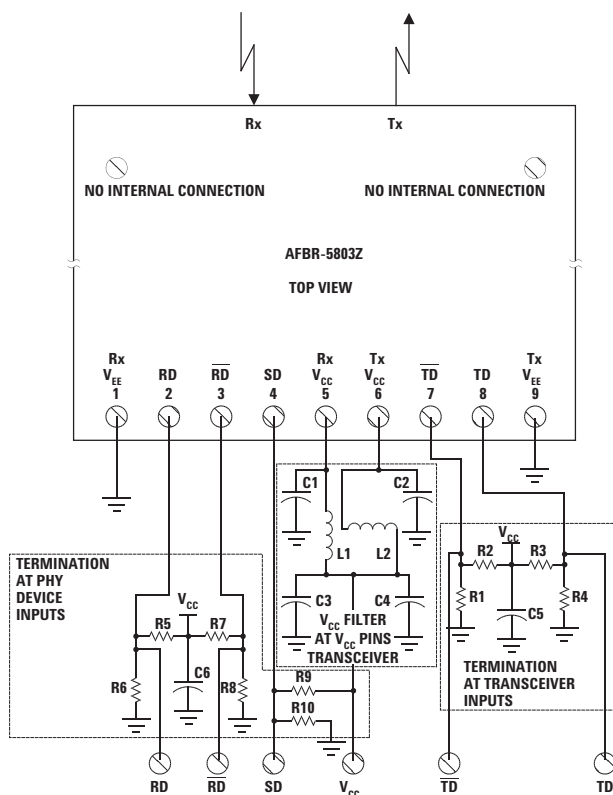 Rx Tx
NO INTERNAL CONNECTION NO INTERNAL CONNECTION
AFBR-5803Z
TOP VIEW
Rx Rx Tx Tx
VEE RD RD SD VCC VCC TD TD VEE
1 2 3 4 5 6 7 8 9
C1 C2
L1 L2
C3 C4
VCC FILTER
AT VCC PINS
TRANSCEIVER
TERMINATION
AT PHY
DEVICE
INPUTS
VCC
R5 R7
C6
R6 R8
R9
R10
VCC
R2 R3
R1 C5 R4
TERMINATION
AT TRANSCEIVER
INPUTS
RD RD SD VCC TD TD